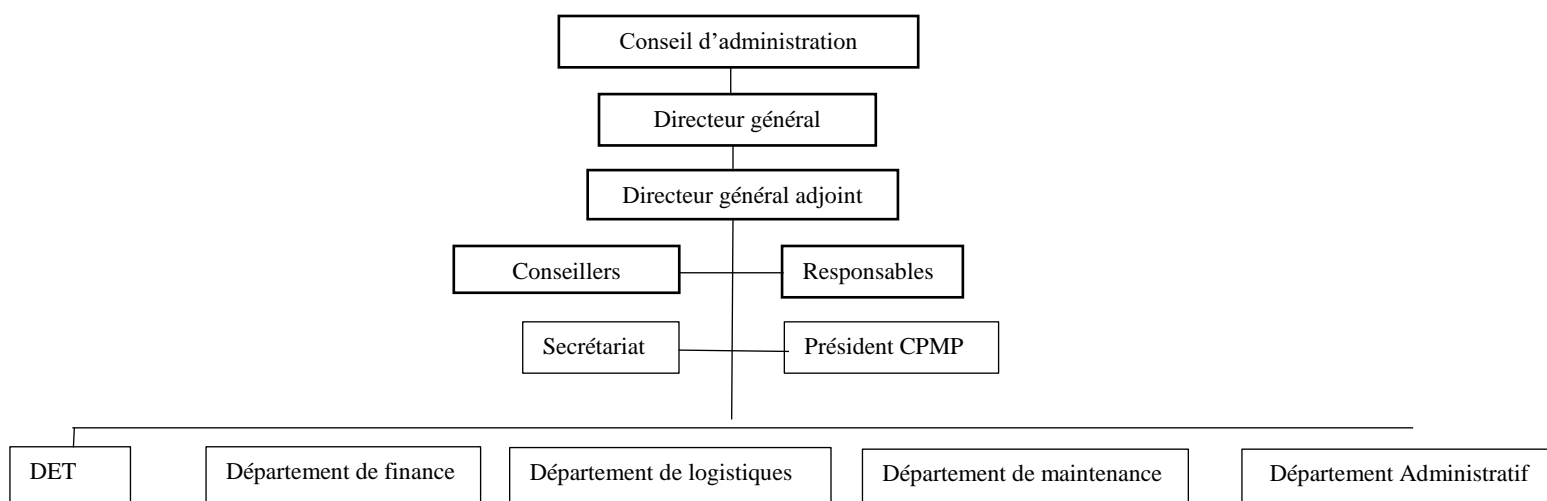 Conseil d’administration
Directeur général
Directeur général adjoint
Conseillers
Responsables
Secrétariat
Président CPMP
DET
Département de finance
Département de logistiques
Département de maintenance
Département Administratif